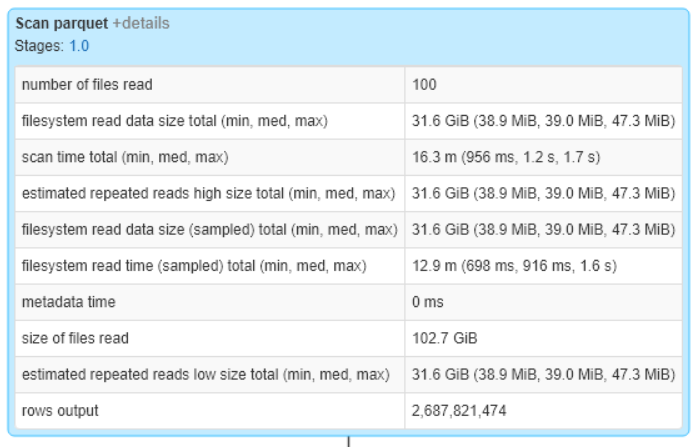 Scan parquet +details
Stages: 1.0
number of files read 100
filesystem read data size total (min, med, max) 31.6 GiB (38.9 MiB, 39.0 MiB, 47.3 MiB)
scan time total (min, med, max) 16.3 m (956 ms, 1.2 s, 1.7 s)
estimated repeated reads high size total (min, med, max) 31.6 GiB (38.9 MiB, 39.0 MiB, 47.3 MiB)
filesystem read data size (sampled) total (min, med, max) 31.6 GiB (38.9 MiB, 39.0 MiB, 47.3 MiB)
filesystem read time (sampled) total (min, med, max) 12.9 m (698 ms, 916 ms, 1.6 s)
metadata time 0 ms
size of files read 102.7 GiB
estimated repeated reads low size total (min, med, max) 31.6 GiB (38.9 MiB, 39.0 MiB, 47.3 MiB)
rows output 2,687,821,474